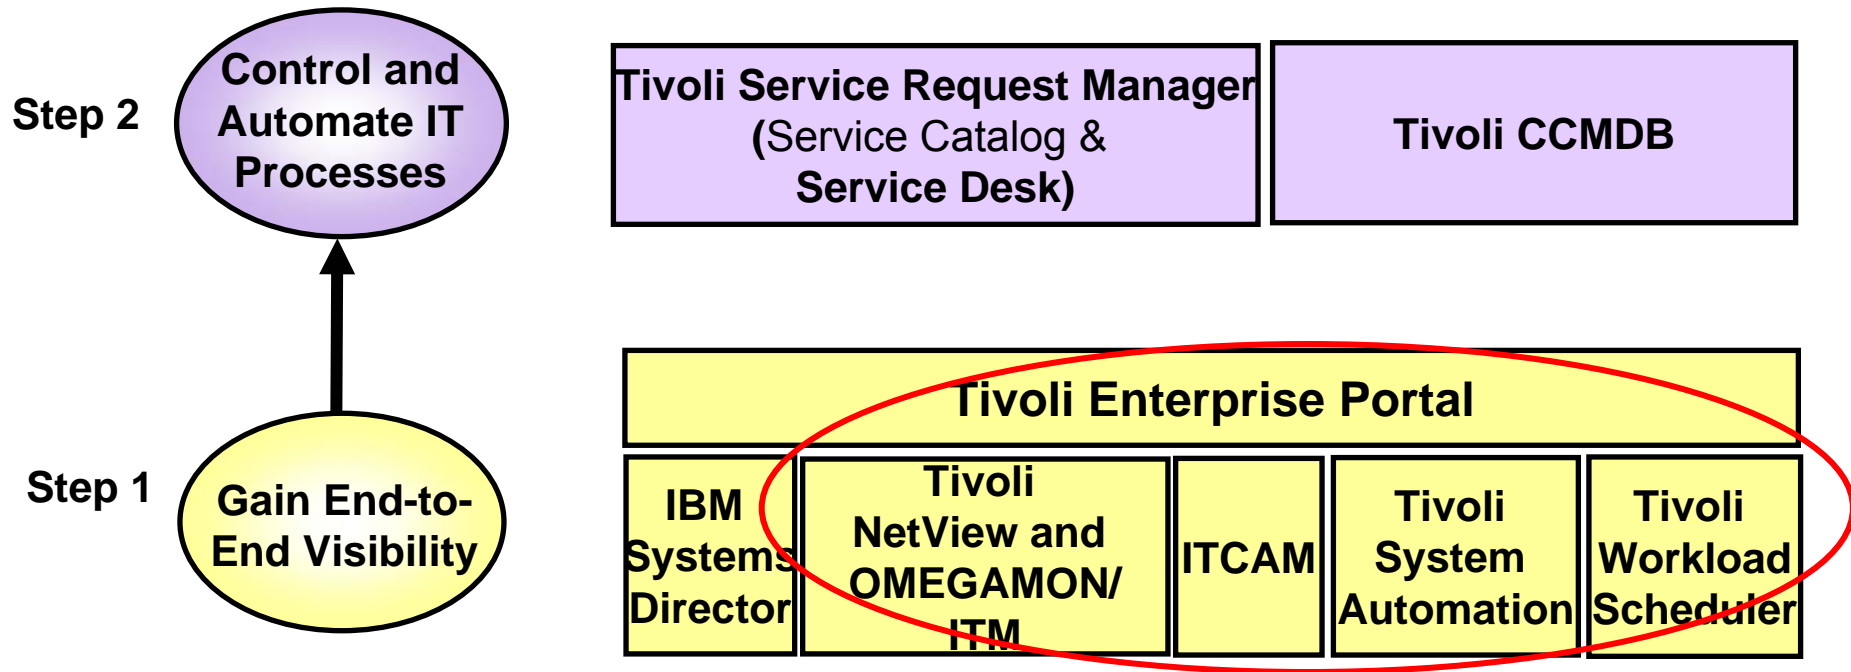 Step 2
Control and
Automate IT
Processes
Tivoli Service Request Manager
(Service Catalog &
Service Desk)
Tivoli CCMDB
Step 1
Gain End-to-
End Visibility
Tivoli Enterprise Portal
IBM
Systems
Director
Tivoli
NetView and
OMEGAMON/
ITM
ITCAM
Tivoli
System
Automation
Tivoli
Workload
Scheduler